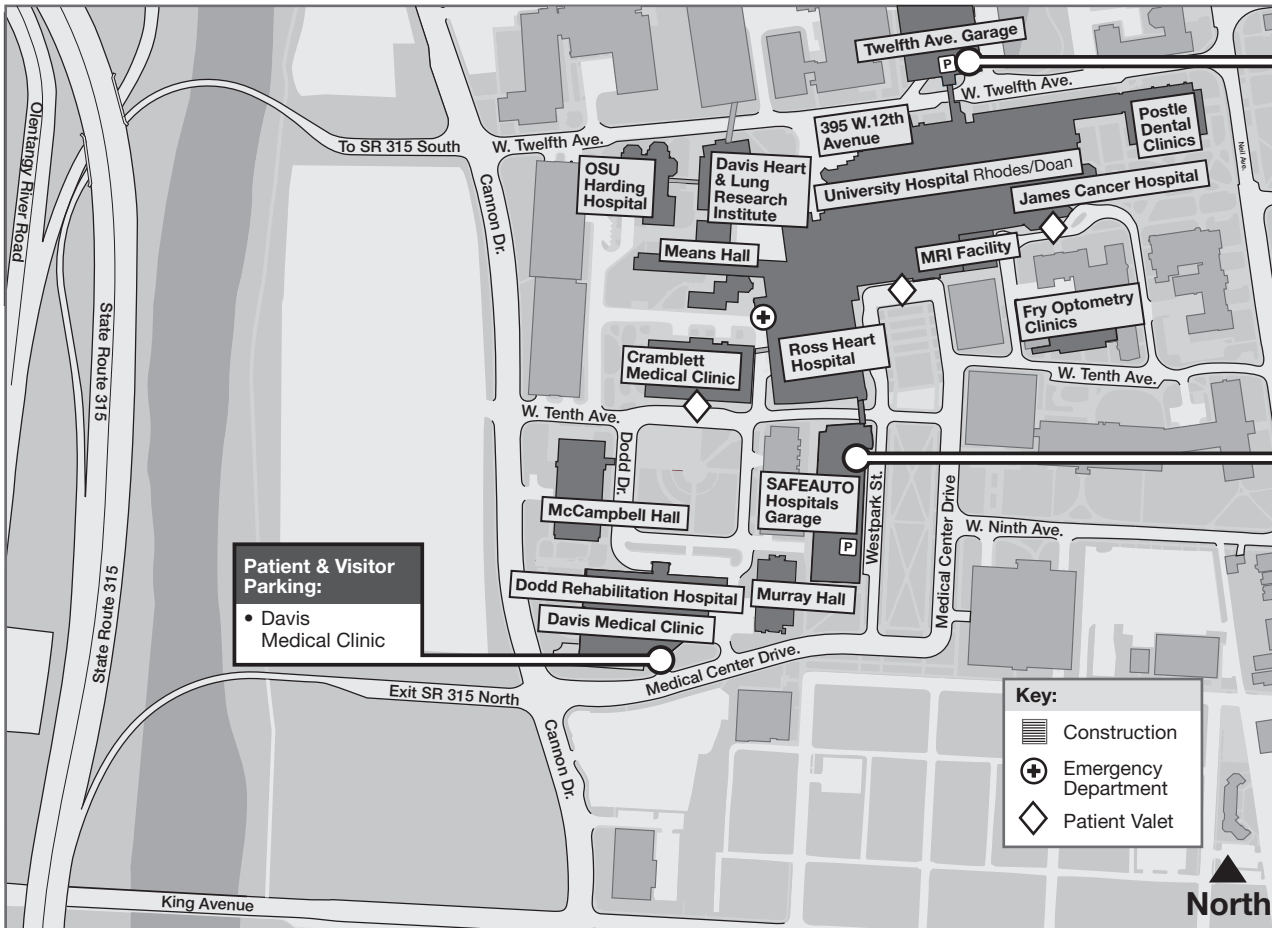 Twelfth Ave. Garage
P
W. Twelfth Ave.
Olentangy River Road
To SR 315 South
W. Twelfth Ave.
395 W.12th
Avenue
Postle
Dental
Clinics
Neil Ave.
OSU
Harding
Hospital
Davis Heart
& Lung
Research
Institute
University Hospital Rhodes/Doan
James Cancer Hospital
Cannon Dr.
Means Hall
MRI Facility
State Route 315
Fry Optometry
Clinics
Ross Heart
Hospital
Cramblett
Medical Clinic
W. Tenth Ave.
W. Tenth Ave.
Dodd Dr.
SAFEAUTO
Hospitals
Garage
P
Westpark St.
Medical Center Drive
McCampbell Hall
W. Ninth Ave.
Patient & Visitor
Parking:
• Davis
Medical Clinic
Dodd Rehabilitation Hospital
Murray Hall
Davis Medical Clinic
State Route 315
Medical Center Drive.
Exit SR 315 North
Cannon Dr.
Key:
Construction
Emergency
Department
Patient Valet
King Avenue
North